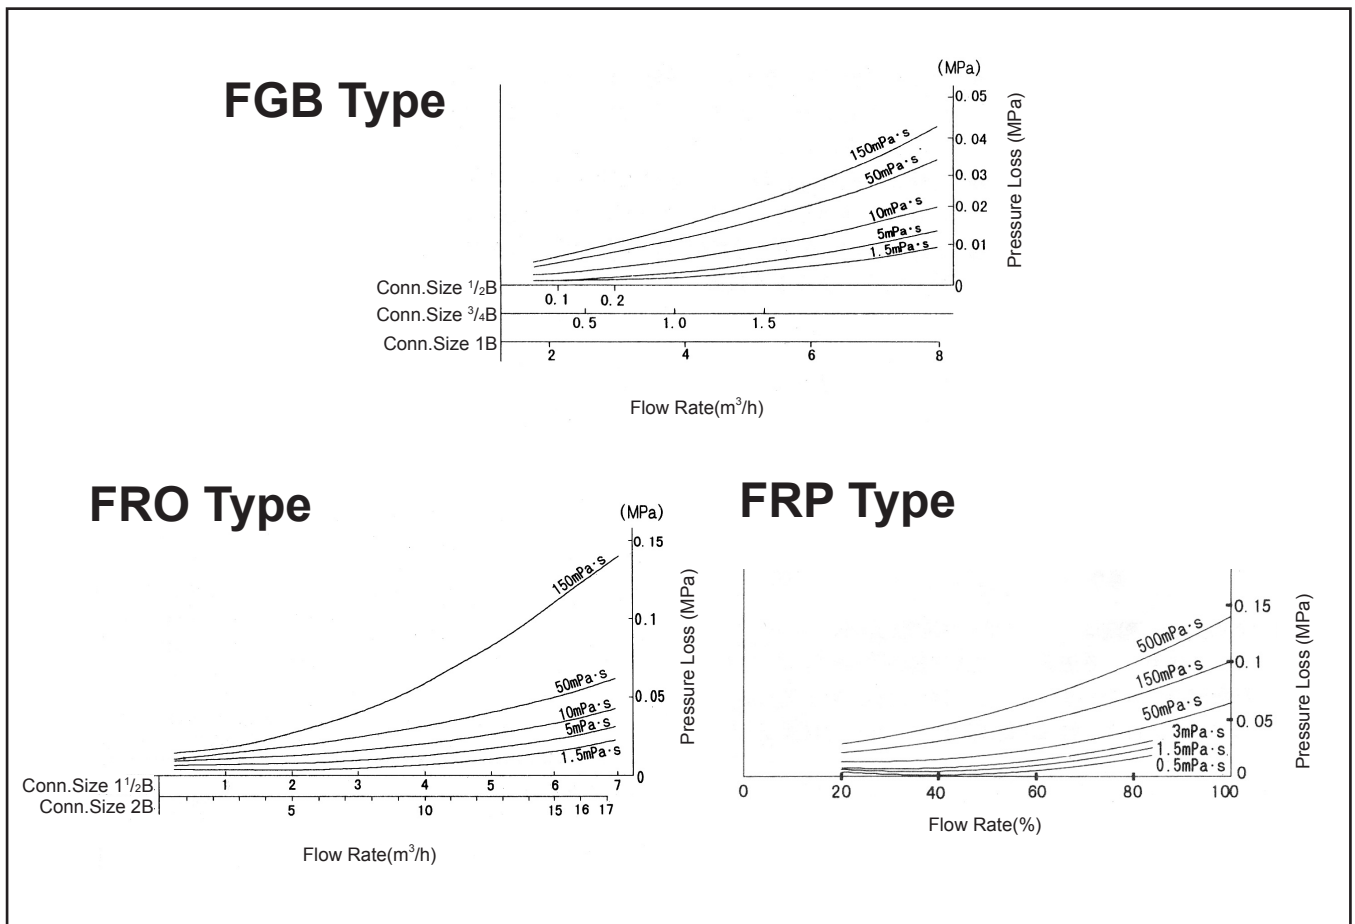 FGB Type
(MPa)
0.05
0.04
0.03
0.02
0.01
0
Pressure Loss (MPa)
150mPa·s
50mPa·s
10mPa·s
5mPa·s
1.5mPa·s
Conn.Size 1/2B
0.1 0.2
Conn.Size 3/4B
0.5 1.0 1.5
Conn.Size 1B
2 4 6 8
Flow Rate(m³/h)
FRO Type
(MPa)
0.15
0.1
0.05
0
Pressure Loss (MPa)
150mPa·s
50mPa·s
10mPa·s
5mPa·s
1.5mPa·s
Conn.Size 1 1/2B
1 2 3 4 5 6 7
Conn.Size 2B
5 10 15 16 17
Flow Rate(m³/h)
FRP Type
0.15
0.1
0.05
0
Pressure Loss (MPa)
500mPa·s
150mPa·s
50mPa·s
3mPa·s
1.5mPa·s
0.5mPa·s
0 20 40 60 80 100
Flow Rate(%)